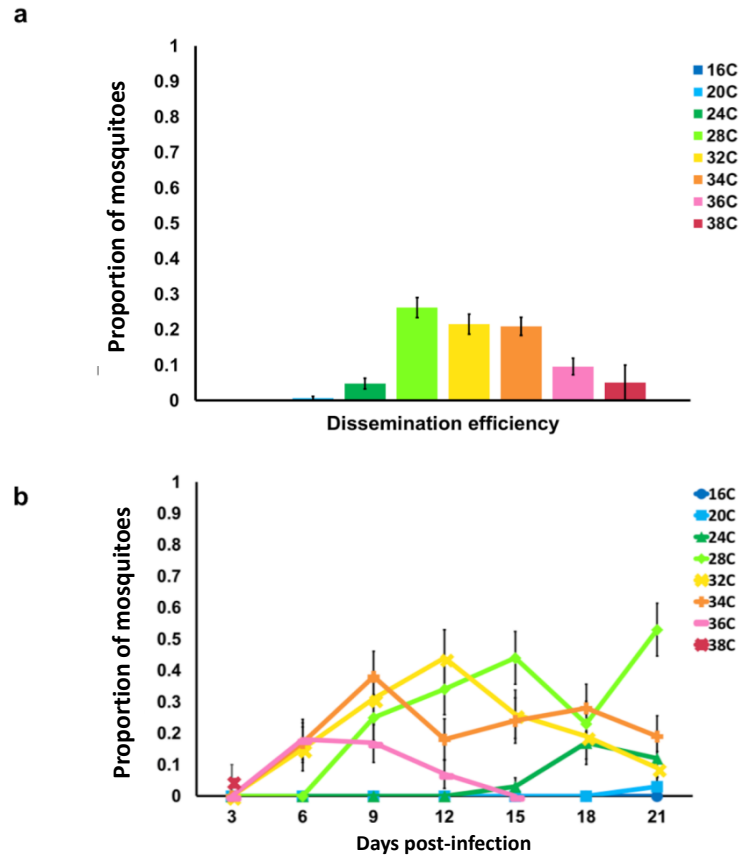 a
Proportion of mosquitoes
1
0.9
0.8
0.7
0.6
0.5
0.4
0.3
0.2
0.1
0
Dissemination efficiency
16C
20C
24C
28C
32C
34C
36C
38C
b
Proportion of mosquitoes
1
0.9
0.8
0.7
0.6
0.5
0.4
0.3
0.2
0.1
0
3 6 9 12 15 18 21
Days post-infection
16C
20C
24C
28C
32C
34C
36C
38C